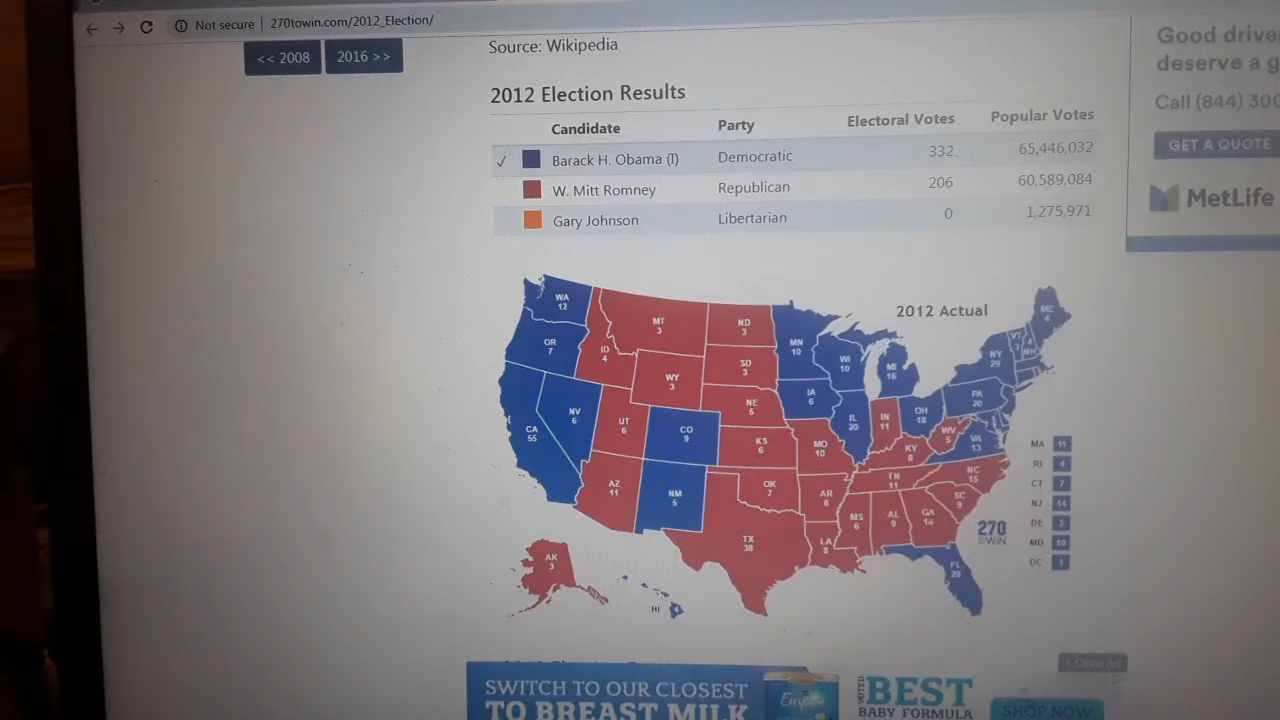 Not secure | 270towin.com/2012_Election/
<< 2008
2016 >>
Source: Wikipedia
2012 Election Results
Candidate Party Electoral Votes Popular Votes
✓ Barack H. Obama (I) Democratic 332 65,446,032
W. Mitt Romney Republican 206 60,589,084
Gary Johnson Libertarian 0 1,275,971
Good drive
deserve a g
Call (844) 300
GET A QUOTE
MetLife
2012 Actual
WA
12
OR
7
CA
55
NV
6
ID
4
MT
3
WY
3
UT
6
AZ
11
CO
9
NM
5
ND
3
SD
3
NE
5
KS
6
OK
7
TX
38
MN
10
IA
6
MO
10
AR
6
LA
8
WI
10
IL
20
MI
16
IN
11
OH
18
KY
8
TN
11
MS
6
AL
9
GA
16
FL
29
SC
9
NC
15
VA
13
WV
5
PA
20
NY
29
VT
3
4
NH
ME
4
AK
3
HI 4
MA 11
RI 4
CT 7
NJ 14
DE 3
MD 10
DC 3
270
WIN
× Close Ad
SWITCH TO OUR CLOSEST
TO BREAST MILK
VOTED
BEST
BABY FORMULA
SHOP NOW